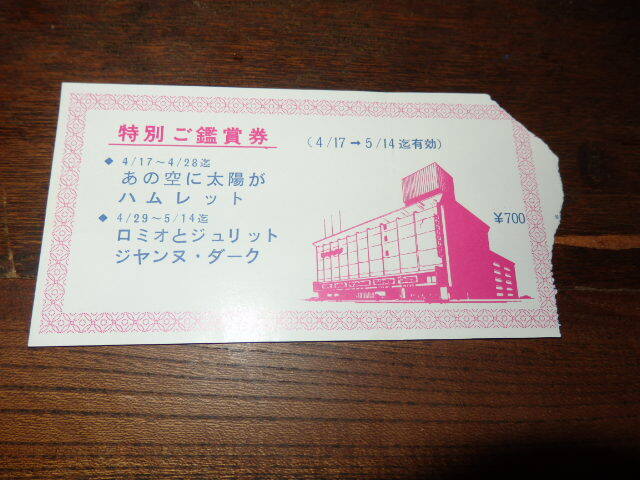 特別ご鑑賞券
(4/17→5/14迄有効)
◆ 4/17〜4/28迄
あの空に太陽が
ハムレット
◆ 4/29〜5/14迄
ロミオとジュリット
ジヤンヌ・ダーク
¥700